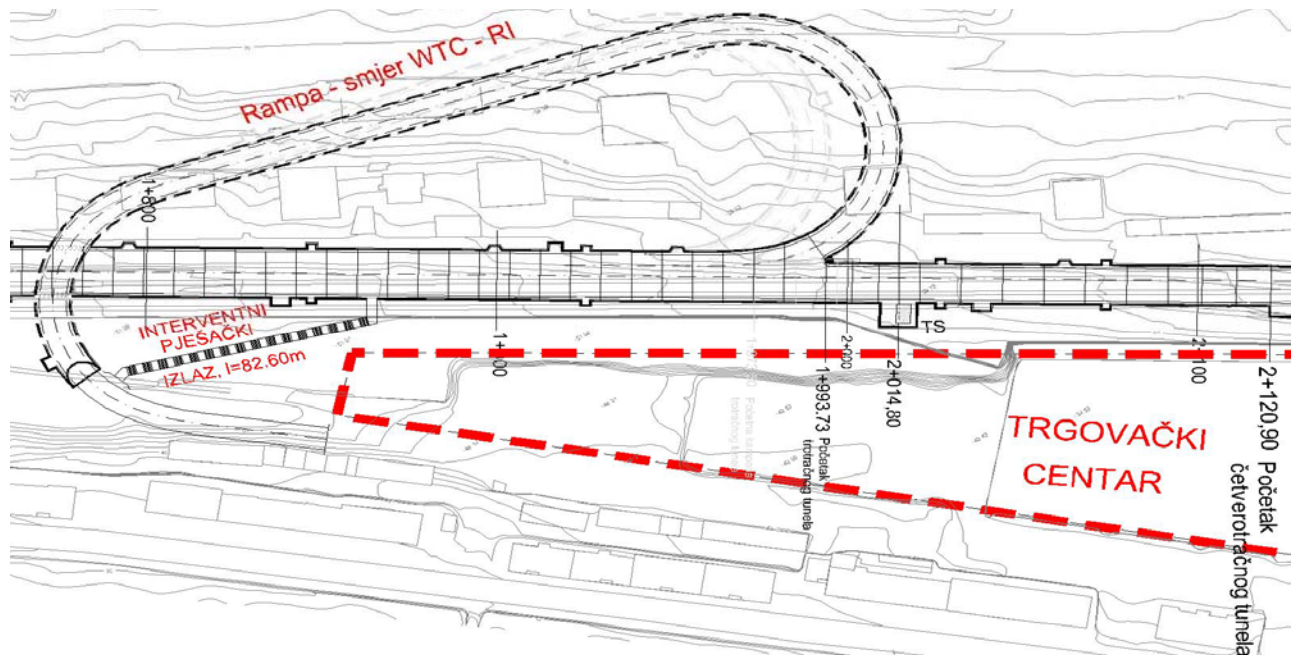 Rampa - smjer WTC - RI
1+800
INTERVENTNI
PJEŠAČKI
IZLAZ, l=82.60m
1+900
1+993,73 Početak
trotračnog tunela
2+000
2+014,80
TS
2+100
2+120,90 Početak
četverotračnog tunela
TRGOVAČKI
CENTAR